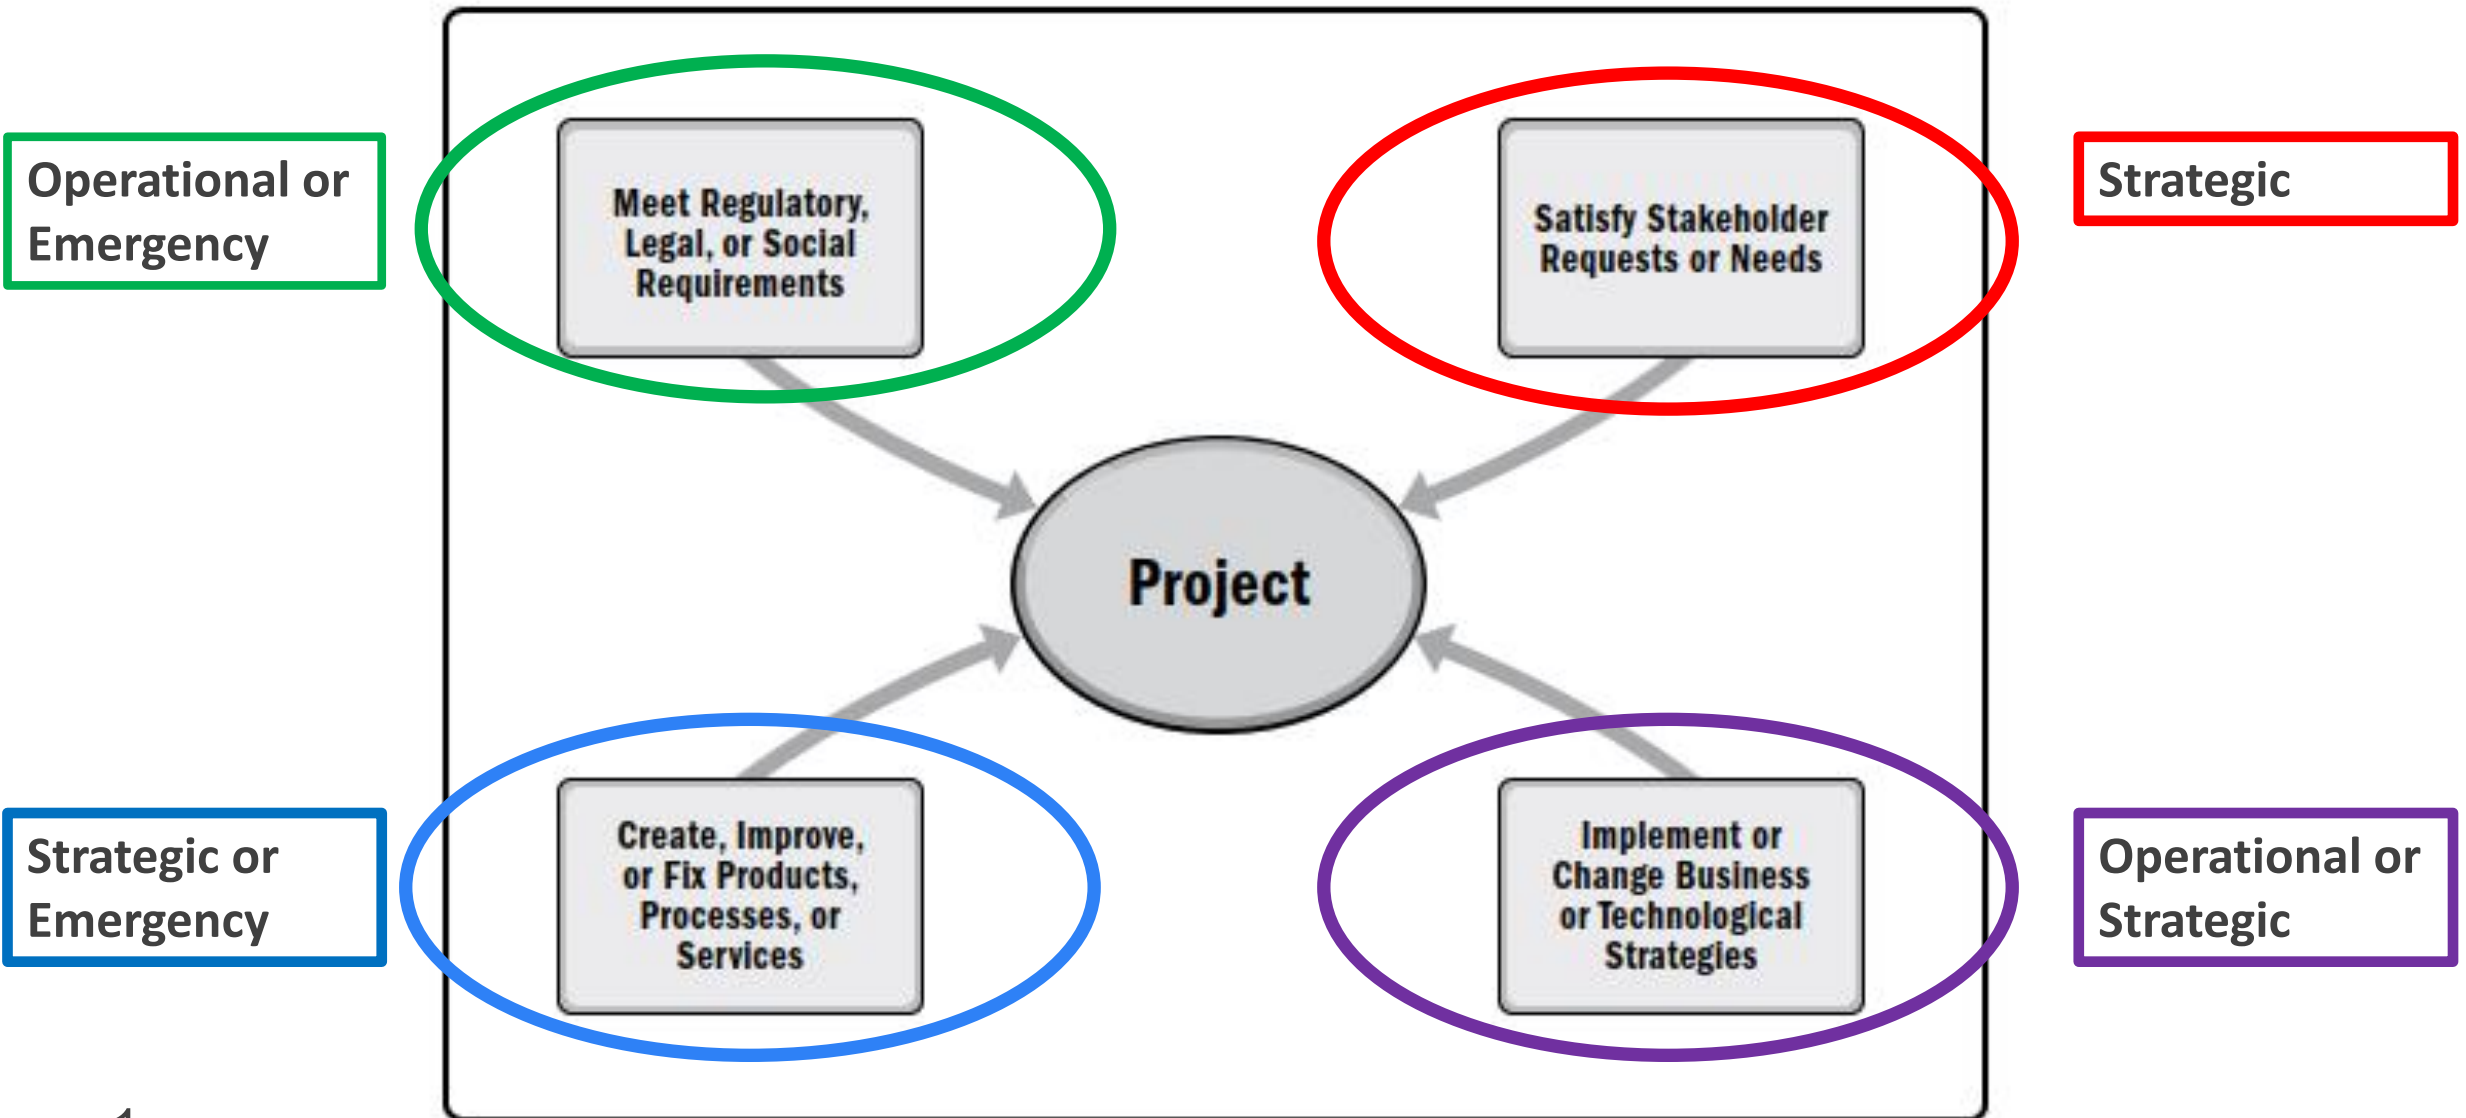 Operational or
Emergency
Meet Regulatory,
Legal, or Social
Requirements
Satisfy Stakeholder
Requests or Needs
Strategic
Project
Strategic or
Emergency
Create, Improve,
or Fix Products,
Processes, or
Services
Implement or
Change Business
or Technological
Strategies
Operational or
Strategic